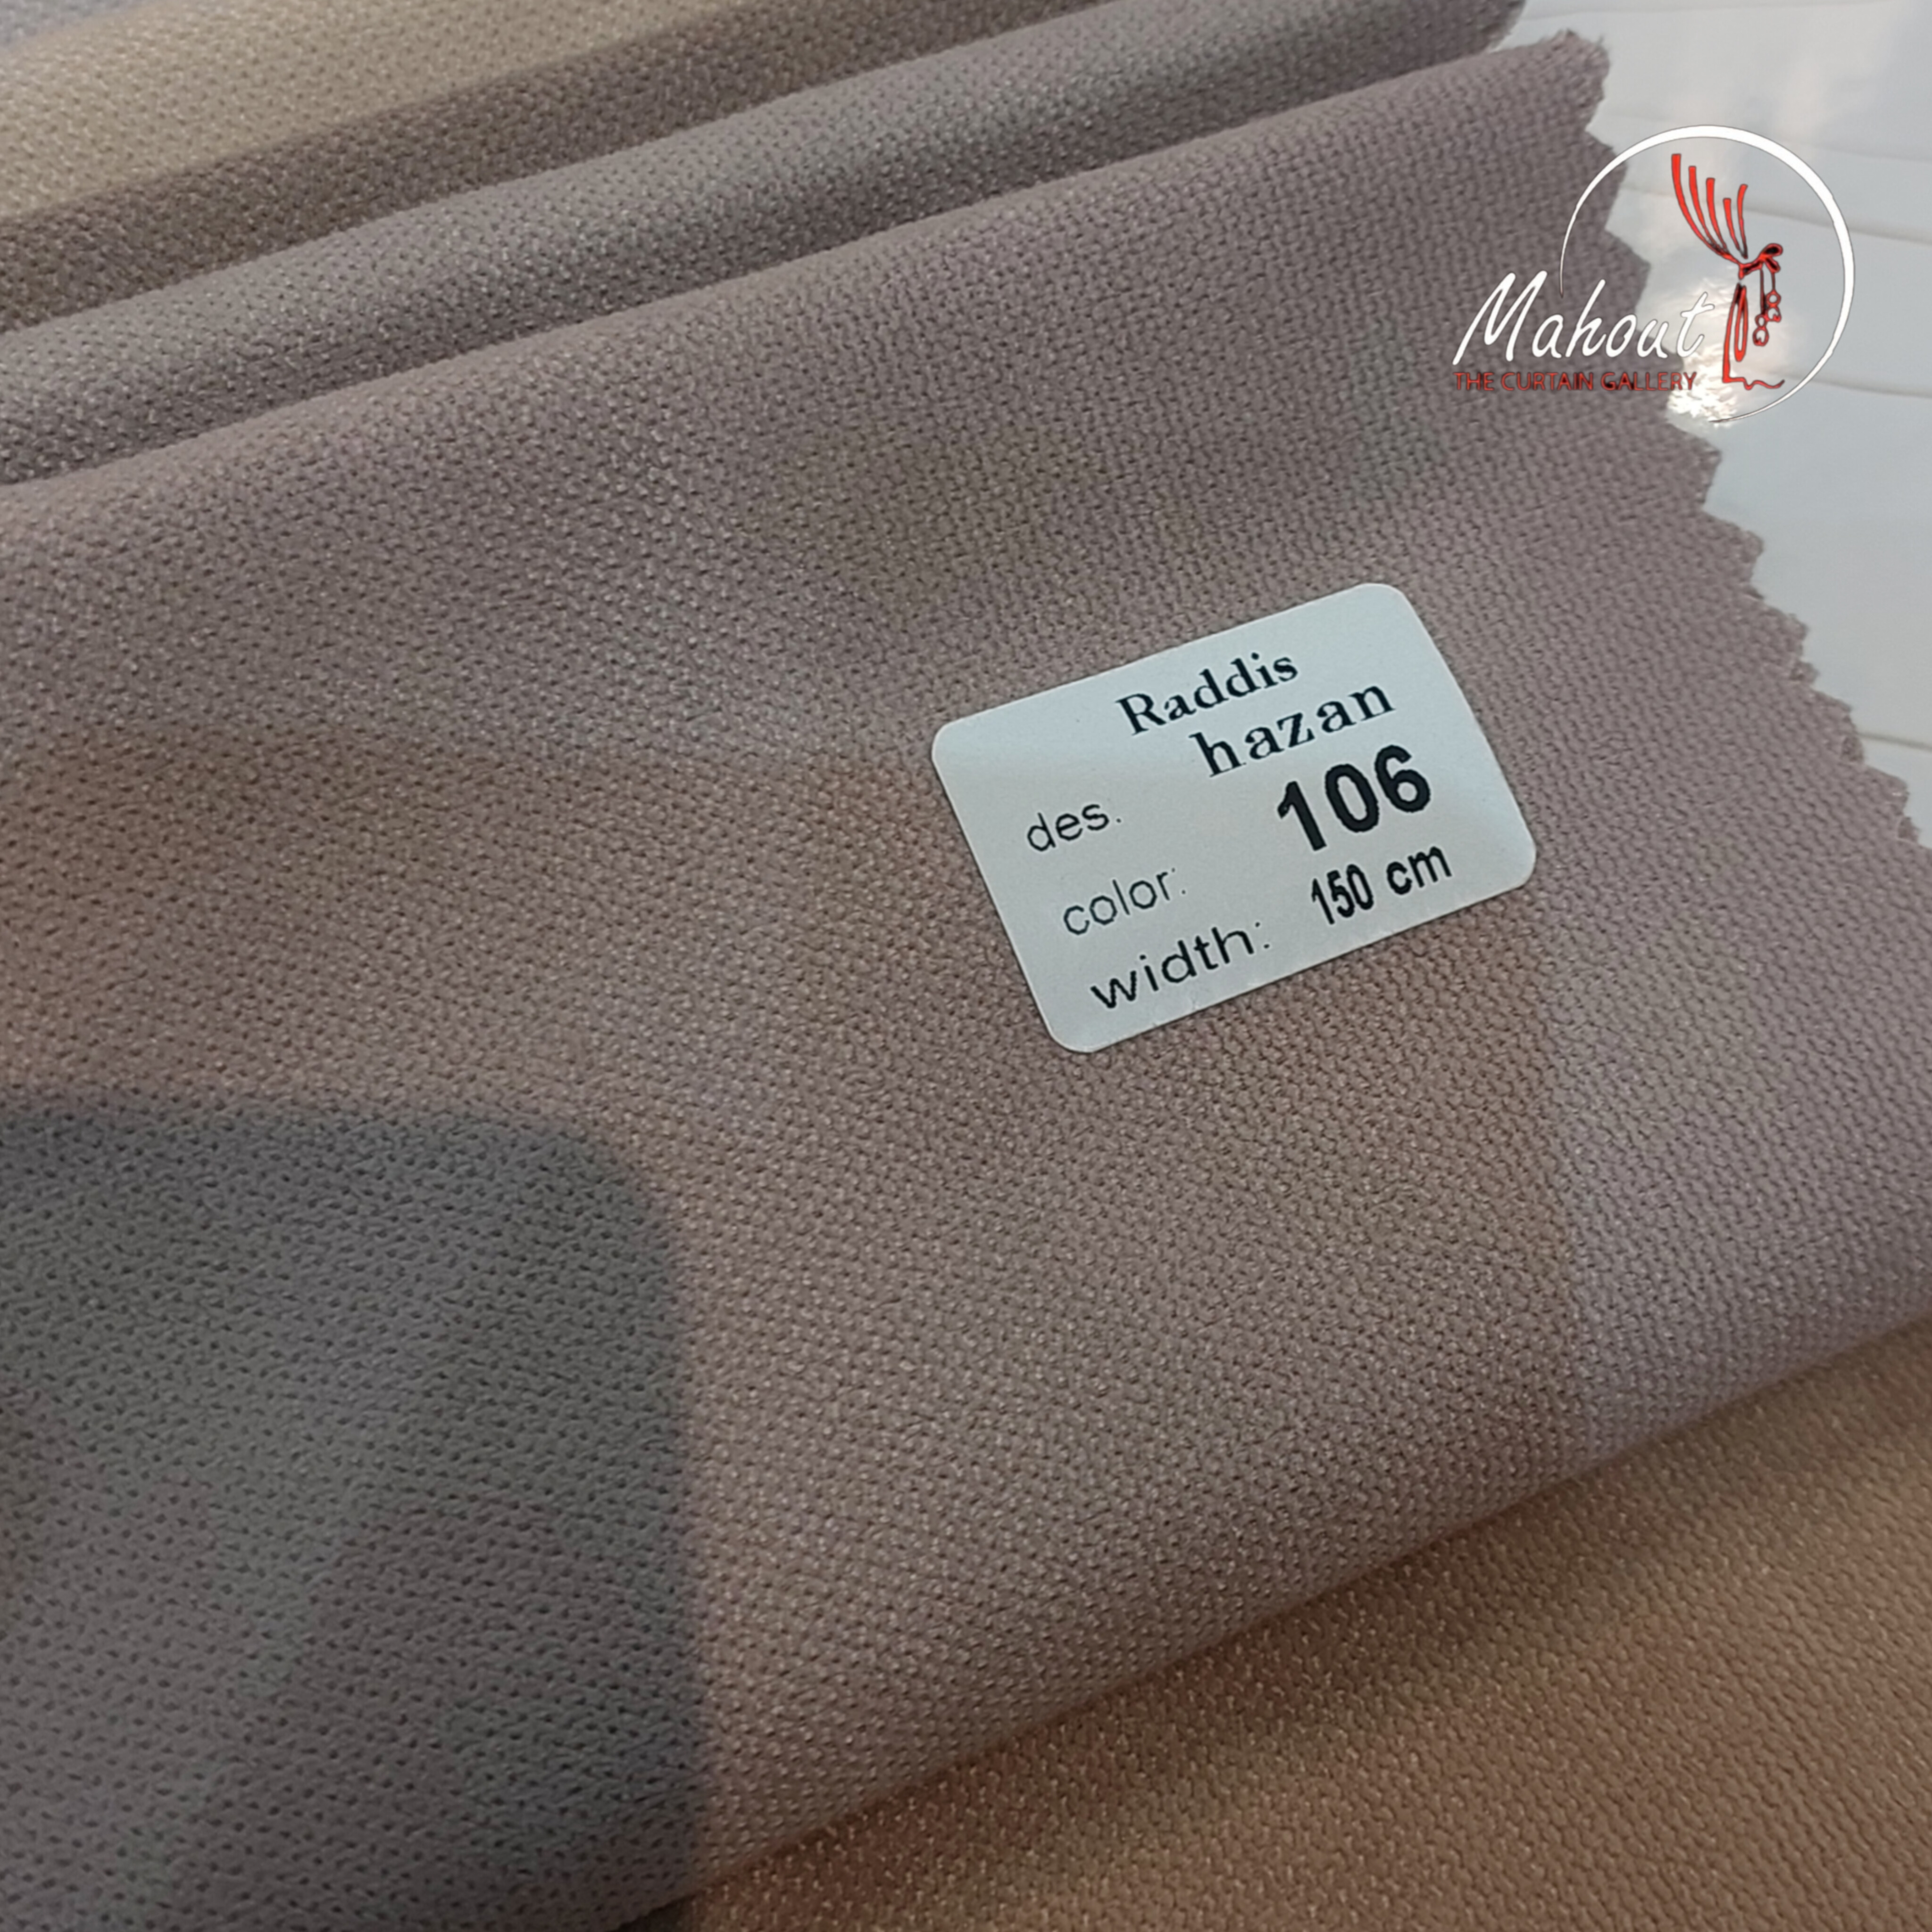 Mahout
THE CURTAIN GALLERY
Raddis
des. hazan
color: 106
width: 150 cm